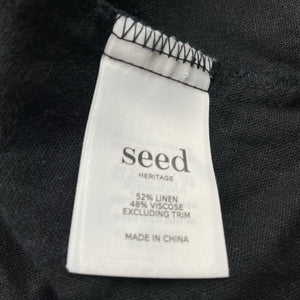 seed
HERITAGE
52% LINEN
48% VISCOSE
EXCLUDING TRIM
MADE IN CHINA